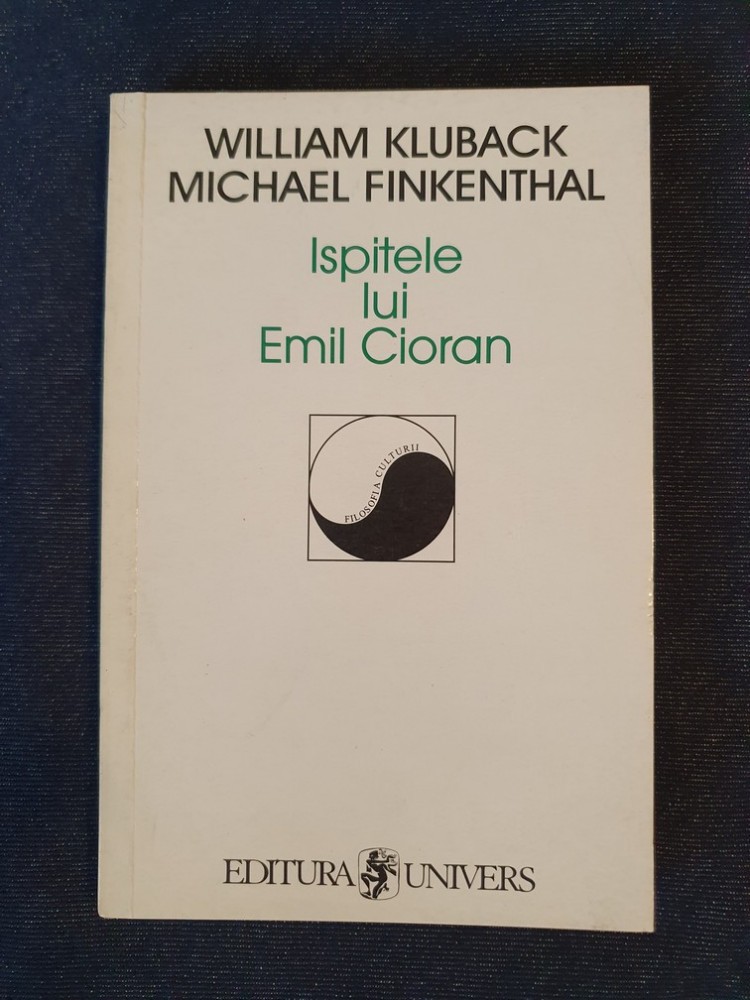 WILLIAM KLUBACK
MICHAEL FINKENTHAL
Ispitele
lui
Emil Cioran
FILOSOFIA CULTURII
EDITURA UNIVERS